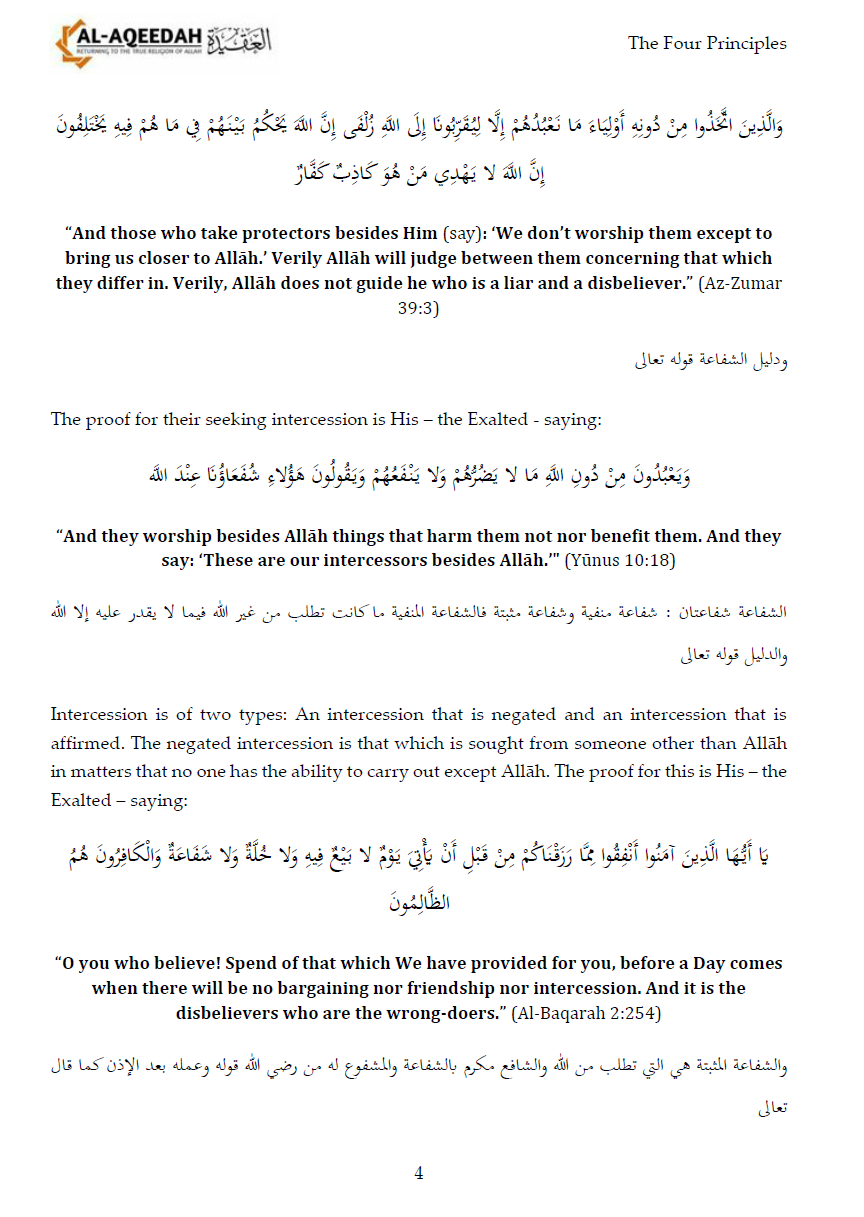 AL-AQEEDAH العقيدة
RETURNING TO THE TRUE RELIGION OF ALLAH
The Four Principles
وَالَّذِينَ اتَّخَذُوا مِنْ دُونِهِ أَوْلِيَاءَ مَا نَعْبُدُهُمْ إِلَّا لِيُقَرِّبُونَا إِلَى اللَّهِ زُلْفَى إِنَّ اللَّهَ يَحْكُمُ بَيْنَهُمْ فِي مَا هُمْ فِيهِ يَخْتَلِفُونَ
إِنَّ اللَّهَ لا يَهْدِي مَنْ هُوَ كَاذِبٌ كَفَّارٌ
“And those who take protectors besides Him (say): ‘We don’t worship them except to
bring us closer to Allāh.’ Verily Allāh will judge between them concerning that which
they differ in. Verily, Allāh does not guide he who is a liar and a disbeliever.” (Az-Zumar
39:3)
ودليل الشفاعة قوله تعالى
The proof for their seeking intercession is His – the Exalted - saying:
وَيَعْبُدُونَ مِنْ دُونِ اللَّهِ مَا لا يَضُرُّهُمْ وَلا يَنْفَعُهُمْ وَيَقُولُونَ هَؤُلاءِ شُفَعَاؤُنَا عِنْدَ اللَّه
“And they worship besides Allāh things that harm them not nor benefit them. And they
say: ‘These are our intercessors besides Allāh.’" (Yūnus 10:18)
الشفاعة شفاعتان : شفاعة منفية وشفاعة مثبتة فالشفاعة المنفية ما كانت تطلب من غير الله فيما لا يقدر عليه إلا الله
والدليل قوله تعالى
Intercession is of two types: An intercession that is negated and an intercession that is
affirmed. The negated intercession is that which is sought from someone other than Allāh
in matters that no one has the ability to carry out except Allāh. The proof for this is His – the
Exalted – saying:
يَا أَيُّهَا الَّذِينَ آمَنُوا أَنْفِقُوا مِمَّا رَزَقْنَاكُمْ مِنْ قَبْلِ أَنْ يَأْتِيَ يَوْمٌ لا بَيْعٌ فِيهِ وَلا خُلَّةٌ وَلا شَفَاعَةٌ وَالْكَافِرُونَ هُمُ
الظَّالِمُونَ
“O you who believe! Spend of that which We have provided for you, before a Day comes
when there will be no bargaining nor friendship nor intercession. And it is the
disbelievers who are the wrong-doers.” (Al-Baqarah 2:254)
والشفاعة المثبتة هي التي تطلب من الله والشافع مكرم بالشفاعة والمشفوع له من رضي الله قوله وعمله بعد الإذن كما قال
تعالى
4